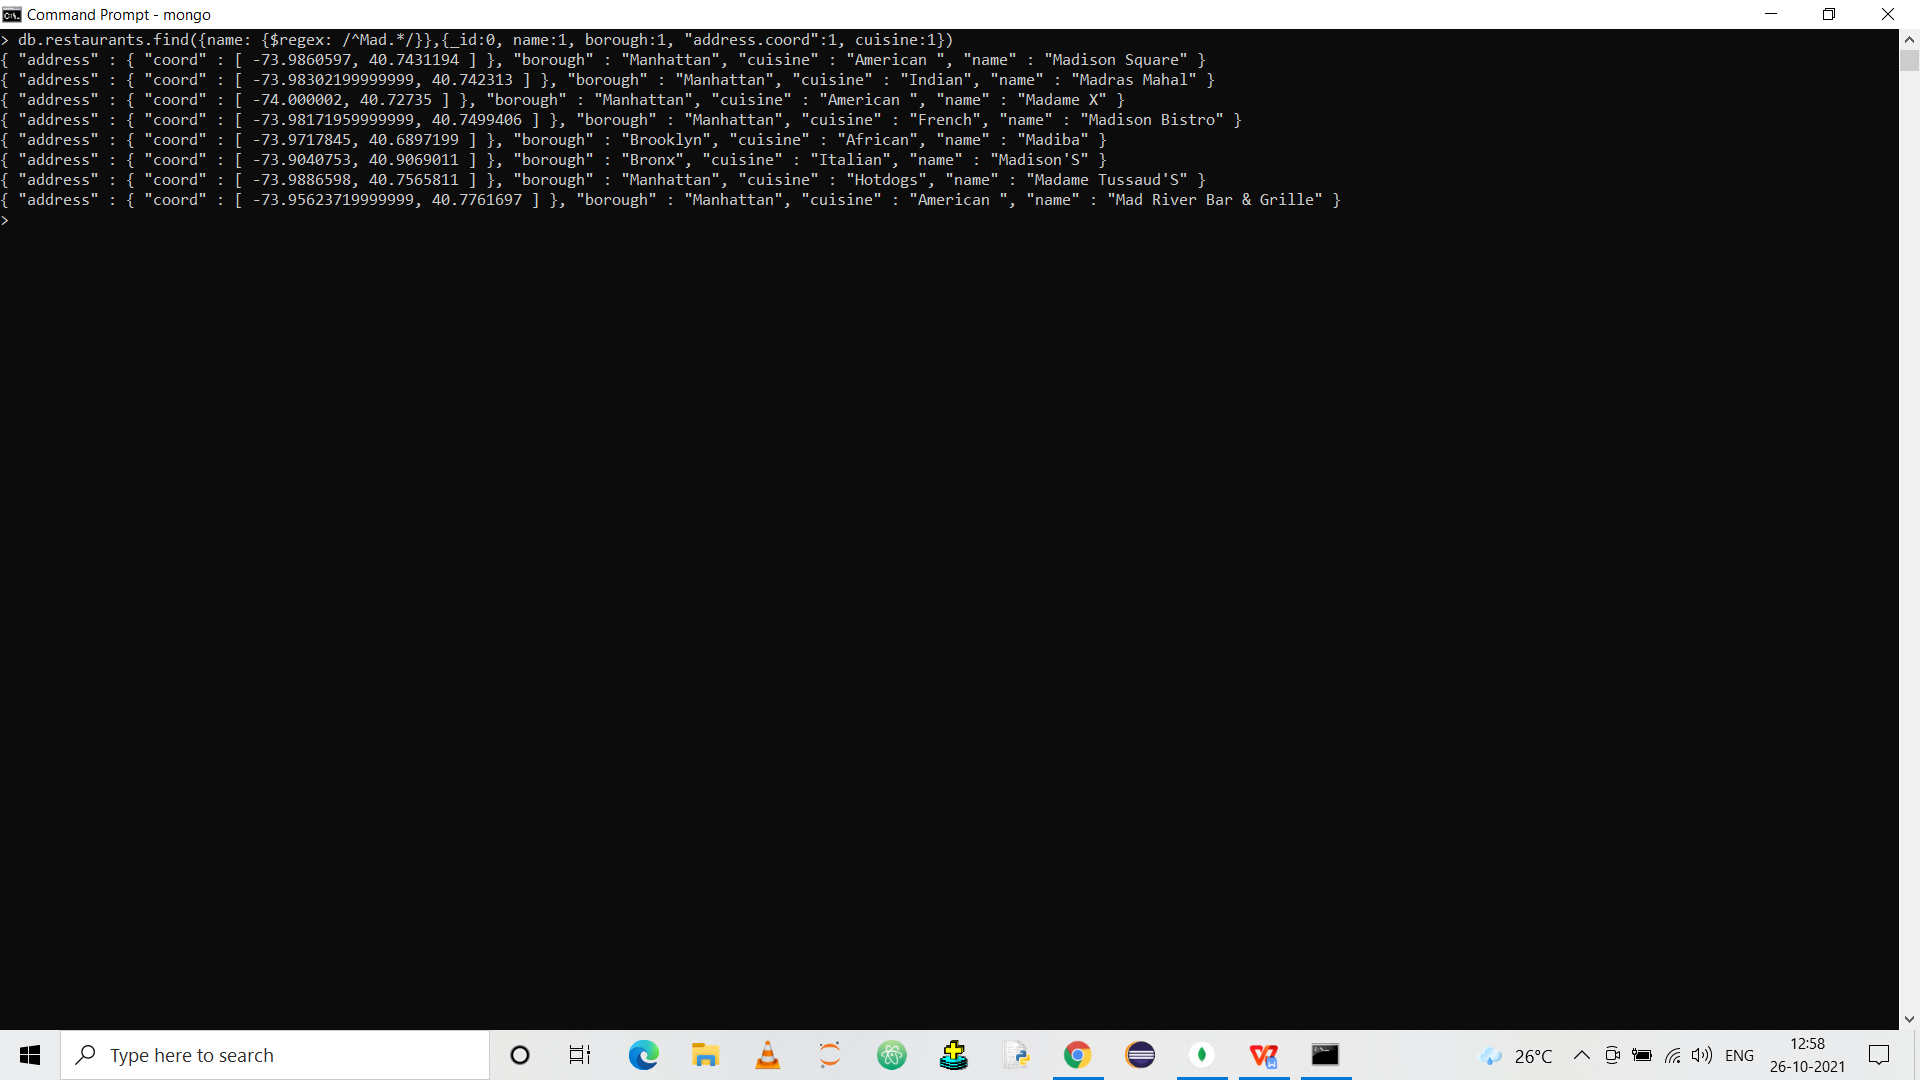 Command Prompt - mongo
> db.restaurants.find({name: {$regex: /^Mad.*/}},{_id:0, name:1, borough:1, "address.coord":1, cuisine:1})
{ "address" : { "coord" : [ -73.9860597, 40.7431194 ] }, "borough" : "Manhattan", "cuisine" : "American ", "name" : "Madison Square" }
{ "address" : { "coord" : [ -73.98302199999999, 40.742313 ] }, "borough" : "Manhattan", "cuisine" : "Indian", "name" : "Madras Mahal" }
{ "address" : { "coord" : [ -74.000002, 40.72735 ] }, "borough" : "Manhattan", "cuisine" : "American ", "name" : "Madame X" }
{ "address" : { "coord" : [ -73.98171959999999, 40.7499406 ] }, "borough" : "Manhattan", "cuisine" : "French", "name" : "Madison Bistro" }
{ "address" : { "coord" : [ -73.9717845, 40.6897199 ] }, "borough" : "Brooklyn", "cuisine" : "African", "name" : "Madiba" }
{ "address" : { "coord" : [ -73.9040753, 40.9069011 ] }, "borough" : "Bronx", "cuisine" : "Italian", "name" : "Madison'S" }
{ "address" : { "coord" : [ -73.9886598, 40.7565811 ] }, "borough" : "Manhattan", "cuisine" : "Hotdogs", "name" : "Madame Tussaud'S" }
{ "address" : { "coord" : [ -73.95623719999999, 40.7761697 ] }, "borough" : "Manhattan", "cuisine" : "American ", "name" : "Mad River Bar & Grille" }
>
Type here to search
26°C
ENG
12:58
26-10-2021